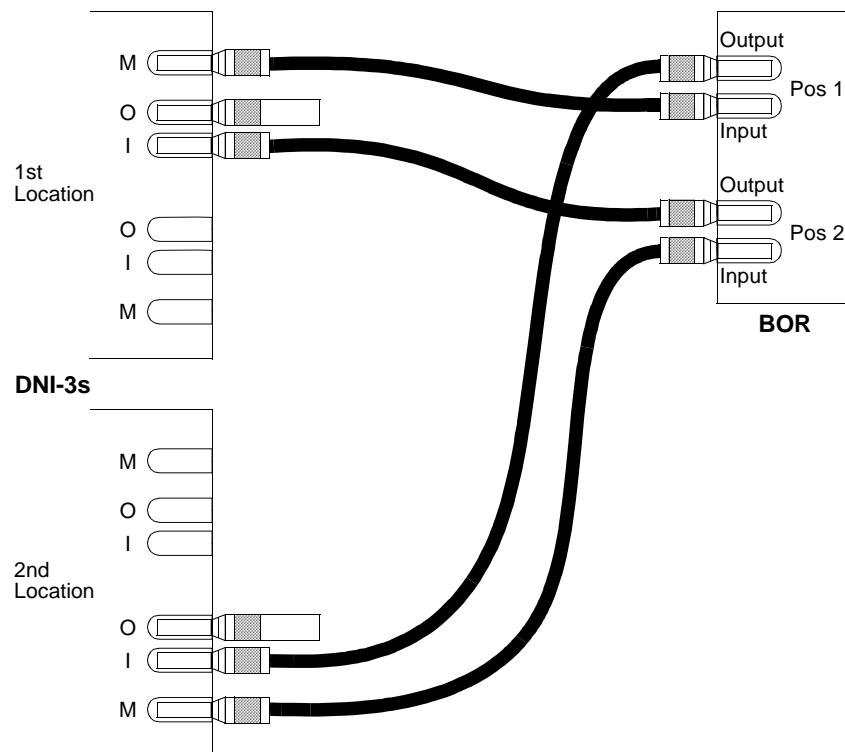 M
O
I
1st
Location
O
I
M
DNI-3s
M
O
I
2nd
Location
O
I
M
Output
Pos 1
Input
Output
Pos 2
Input
BOR